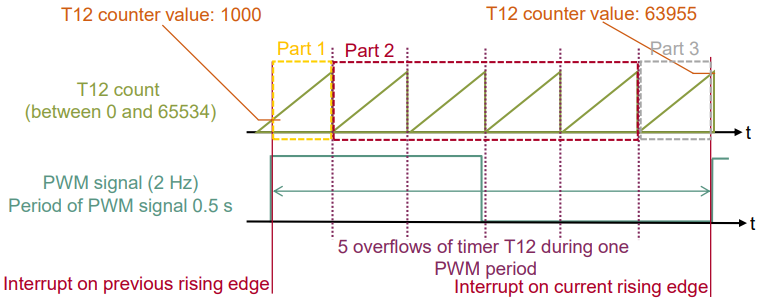 T12 counter value: 1000
T12 counter value: 63955
Part 1
Part 2
Part 3
T12 count
(between 0 and 65534)
t
PWM signal (2 Hz)
Period of PWM signal 0.5 s
t
5 overflows of timer T12 during one
PWM period
Interrupt on previous rising edge
Interrupt on current rising edge